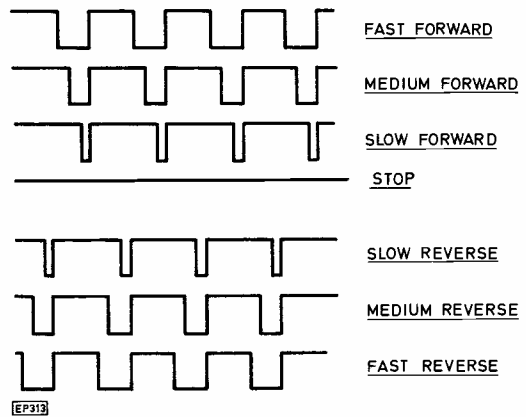 FAST FORWARD
MEDIUM FORWARD
SLOW FORWARD
STOP
SLOW REVERSE
MEDIUM REVERSE
FAST REVERSE
EP313